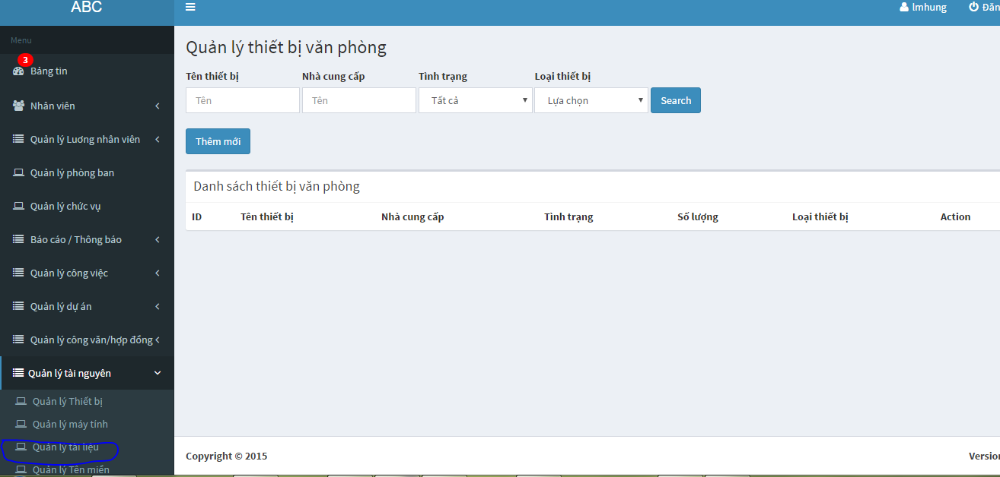 ABC
lmhung
Đăn
Menu
3
Bảng tin
Nhân viên
Quản lý Lương nhân viên
Quản lý phòng ban
Quản lý chức vụ
Báo cáo / Thông báo
Quản lý công việc
Quản lý dự án
Quản lý công văn/hợp đồng
Quản lý tài nguyên
Quản lý Thiết bị
Quản lý máy tính
Quản lý tài liệu
Quản lý Tên miền
Quản lý thiết bị văn phòng
Tên thiết bị Nhà cung cấp Tình trạng Loại thiết bị
Tên Tên Tất cả Lựa chọn Search
Thêm mới
Danh sách thiết bị văn phòng
ID Tên thiết bị Nhà cung cấp Tình trạng Số lượng Loại thiết bị Action
Copyright © 2015
Version